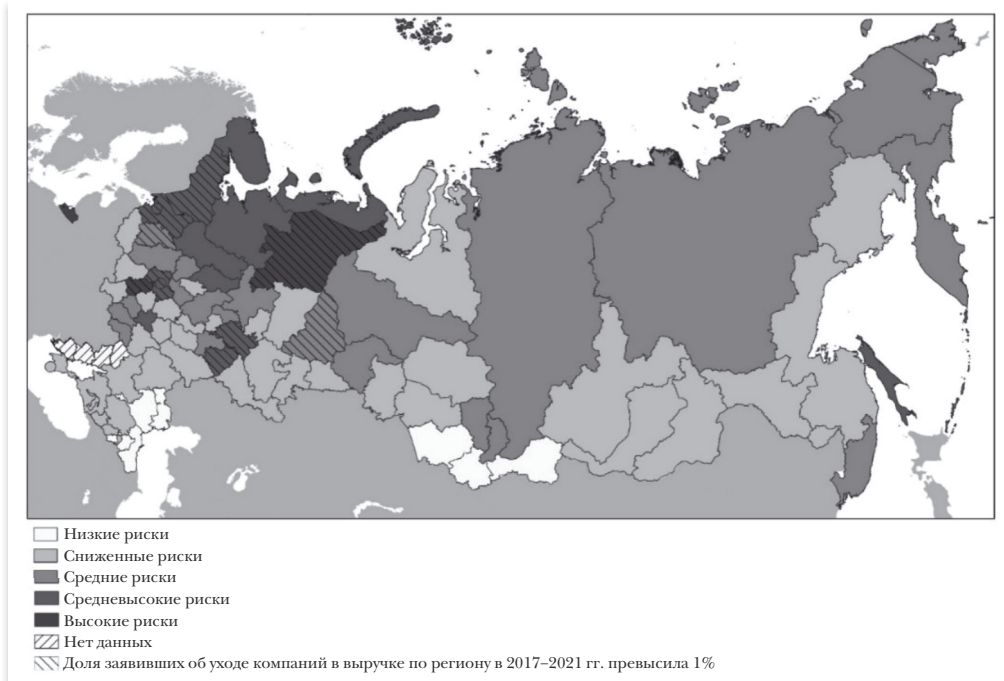 Низкие риски
Сниженные риски
Средние риски
Средневысокие риски
Высокие риски
Нет данных
Доля заявивших об уходе компаний в выручке по региону в 2017–2021 гг. превысила 1%